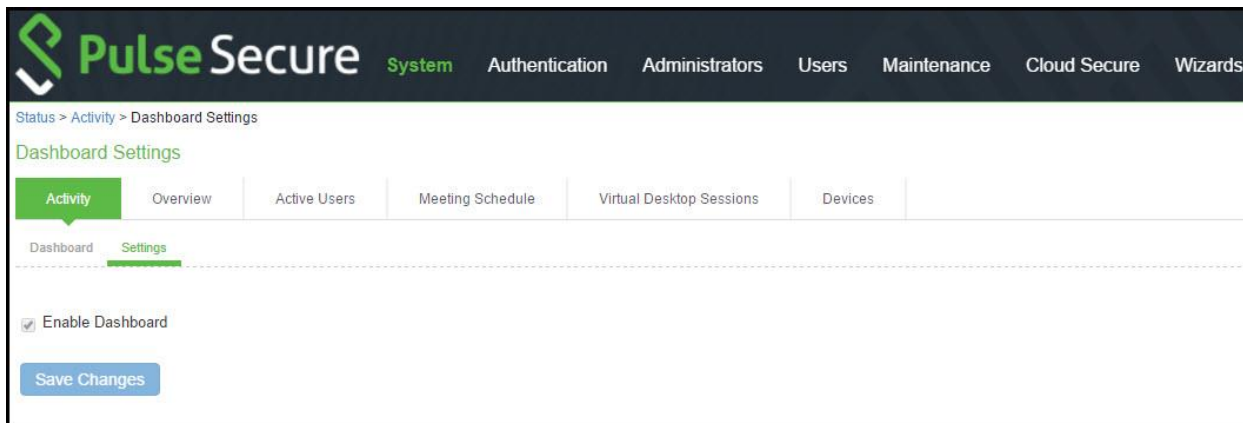 Pulse Secure System Authentication Administrators Users Maintenance Cloud Secure Wizards
Status > Activity > Dashboard Settings
Dashboard Settings
Activity Overview Active Users Meeting Schedule Virtual Desktop Sessions Devices
Dashboard Settings
Enable Dashboard
Save Changes